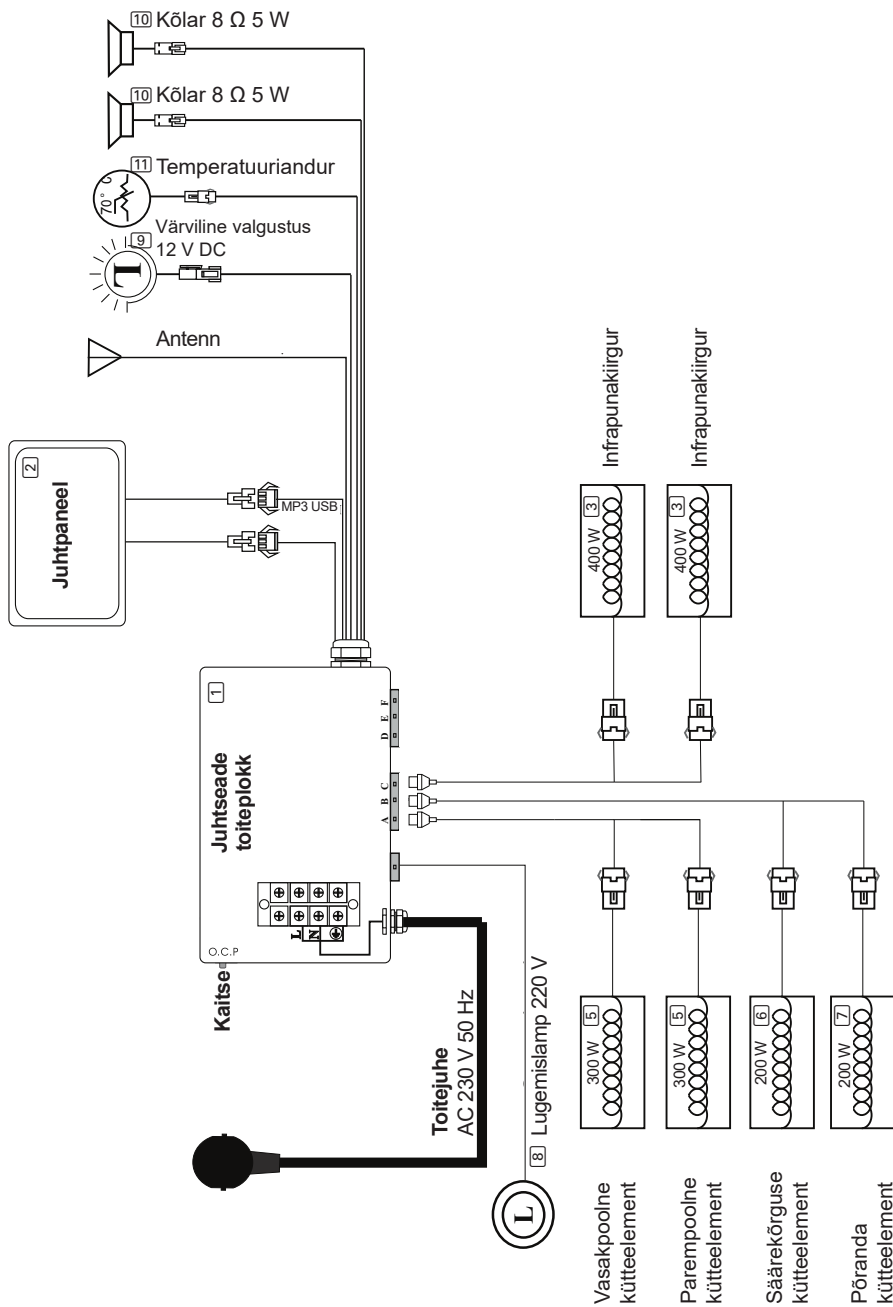 10 Kõlar 8 Ω 5 W
10 Kõlar 8 Ω 5 W
11 Temperatuuriandur
70° C
9 Värviline valgustus
12 V DC
L
Antenn
2
Juhtpaneel
MP3 USB
1
Juhtseade
toiteplokk
O.C.P
L
N
Kaitse
A B C
D E F
Toitejuhe
AC 230 V 50 Hz
8 Lugemislamp 220 V
L
3
400 W
Infrapunakiirgur
3
400 W
Infrapunakiirgur
5
300 W
Vasakpoolne
kütteelement
5
300 W
Parempoolne
kütteelement
6
200 W
Säärekõrguse
kütteelement
7
200 W
Põranda
kütteelement